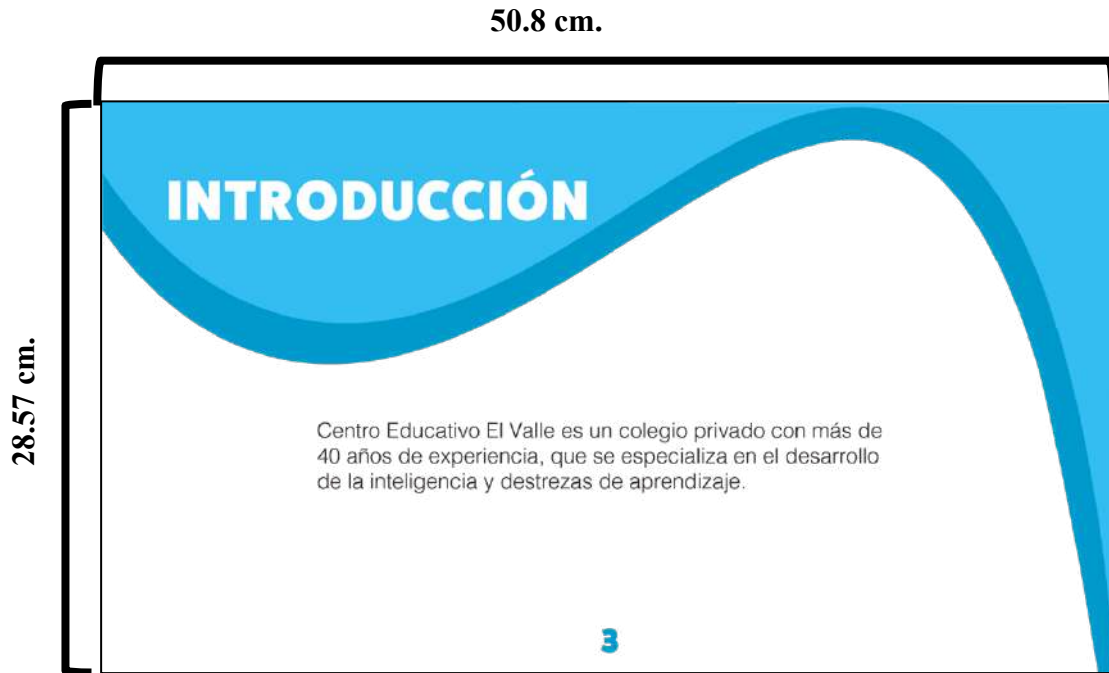 50.8 cm.
28.57 cm.
INTRODUCCIÓN
Centro Educativo El Valle es un colegio privado con más de
40 años de experiencia, que se especializa en el desarrollo
de la inteligencia y destrezas de aprendizaje.
3